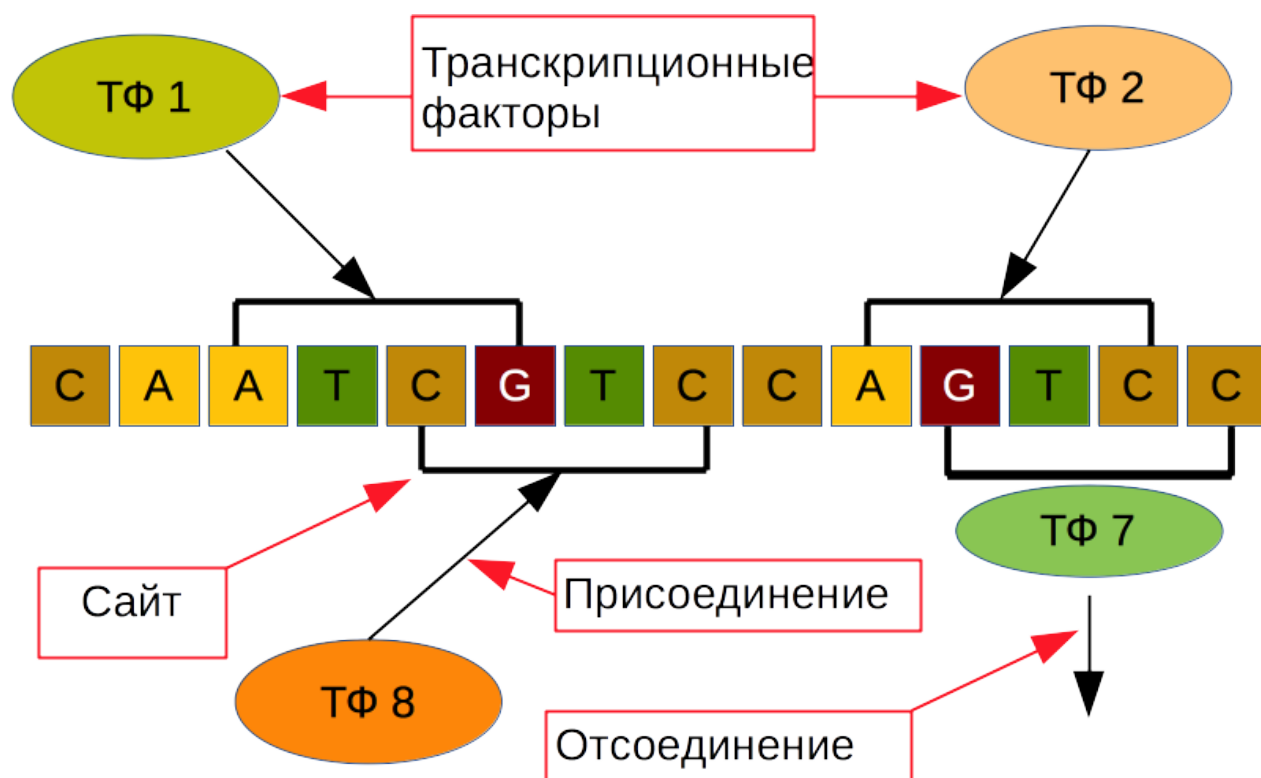 ТФ 1
Транскрипционные
факторы
ТФ 2
C A A T C G T C C A G T C C
ТФ 7
Сайт
Присоединение
ТФ 8
Отсоединение